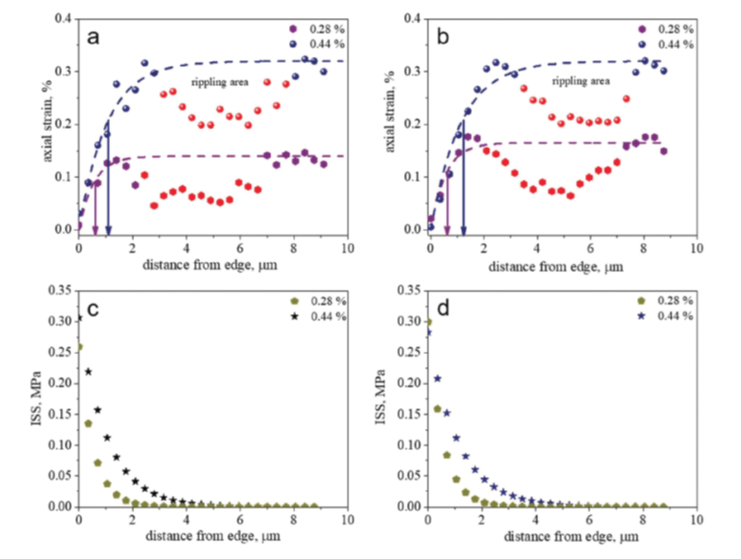 a
0.28 %
0.44 %
rippling area
axial strain, %
0.4
0.3
0.2
0.1
0.0
0 2 4 6 8 10
distance from edge, μm
b
0.28 %
0.44 %
rippling area
axial strain, %
0.4
0.3
0.2
0.1
0.0
0 2 4 6 8 10
distance from edge, μm
c
0.28 %
0.44 %
ISS, MPa
0.35
0.30
0.25
0.20
0.15
0.10
0.05
0.00
0 2 4 6 8 10
distance from edge, μm
d
0.28 %
0.44 %
ISS, MPa
0.35
0.30
0.25
0.20
0.15
0.10
0.05
0.00
0 2 4 6 8 10
distance from edge, μm